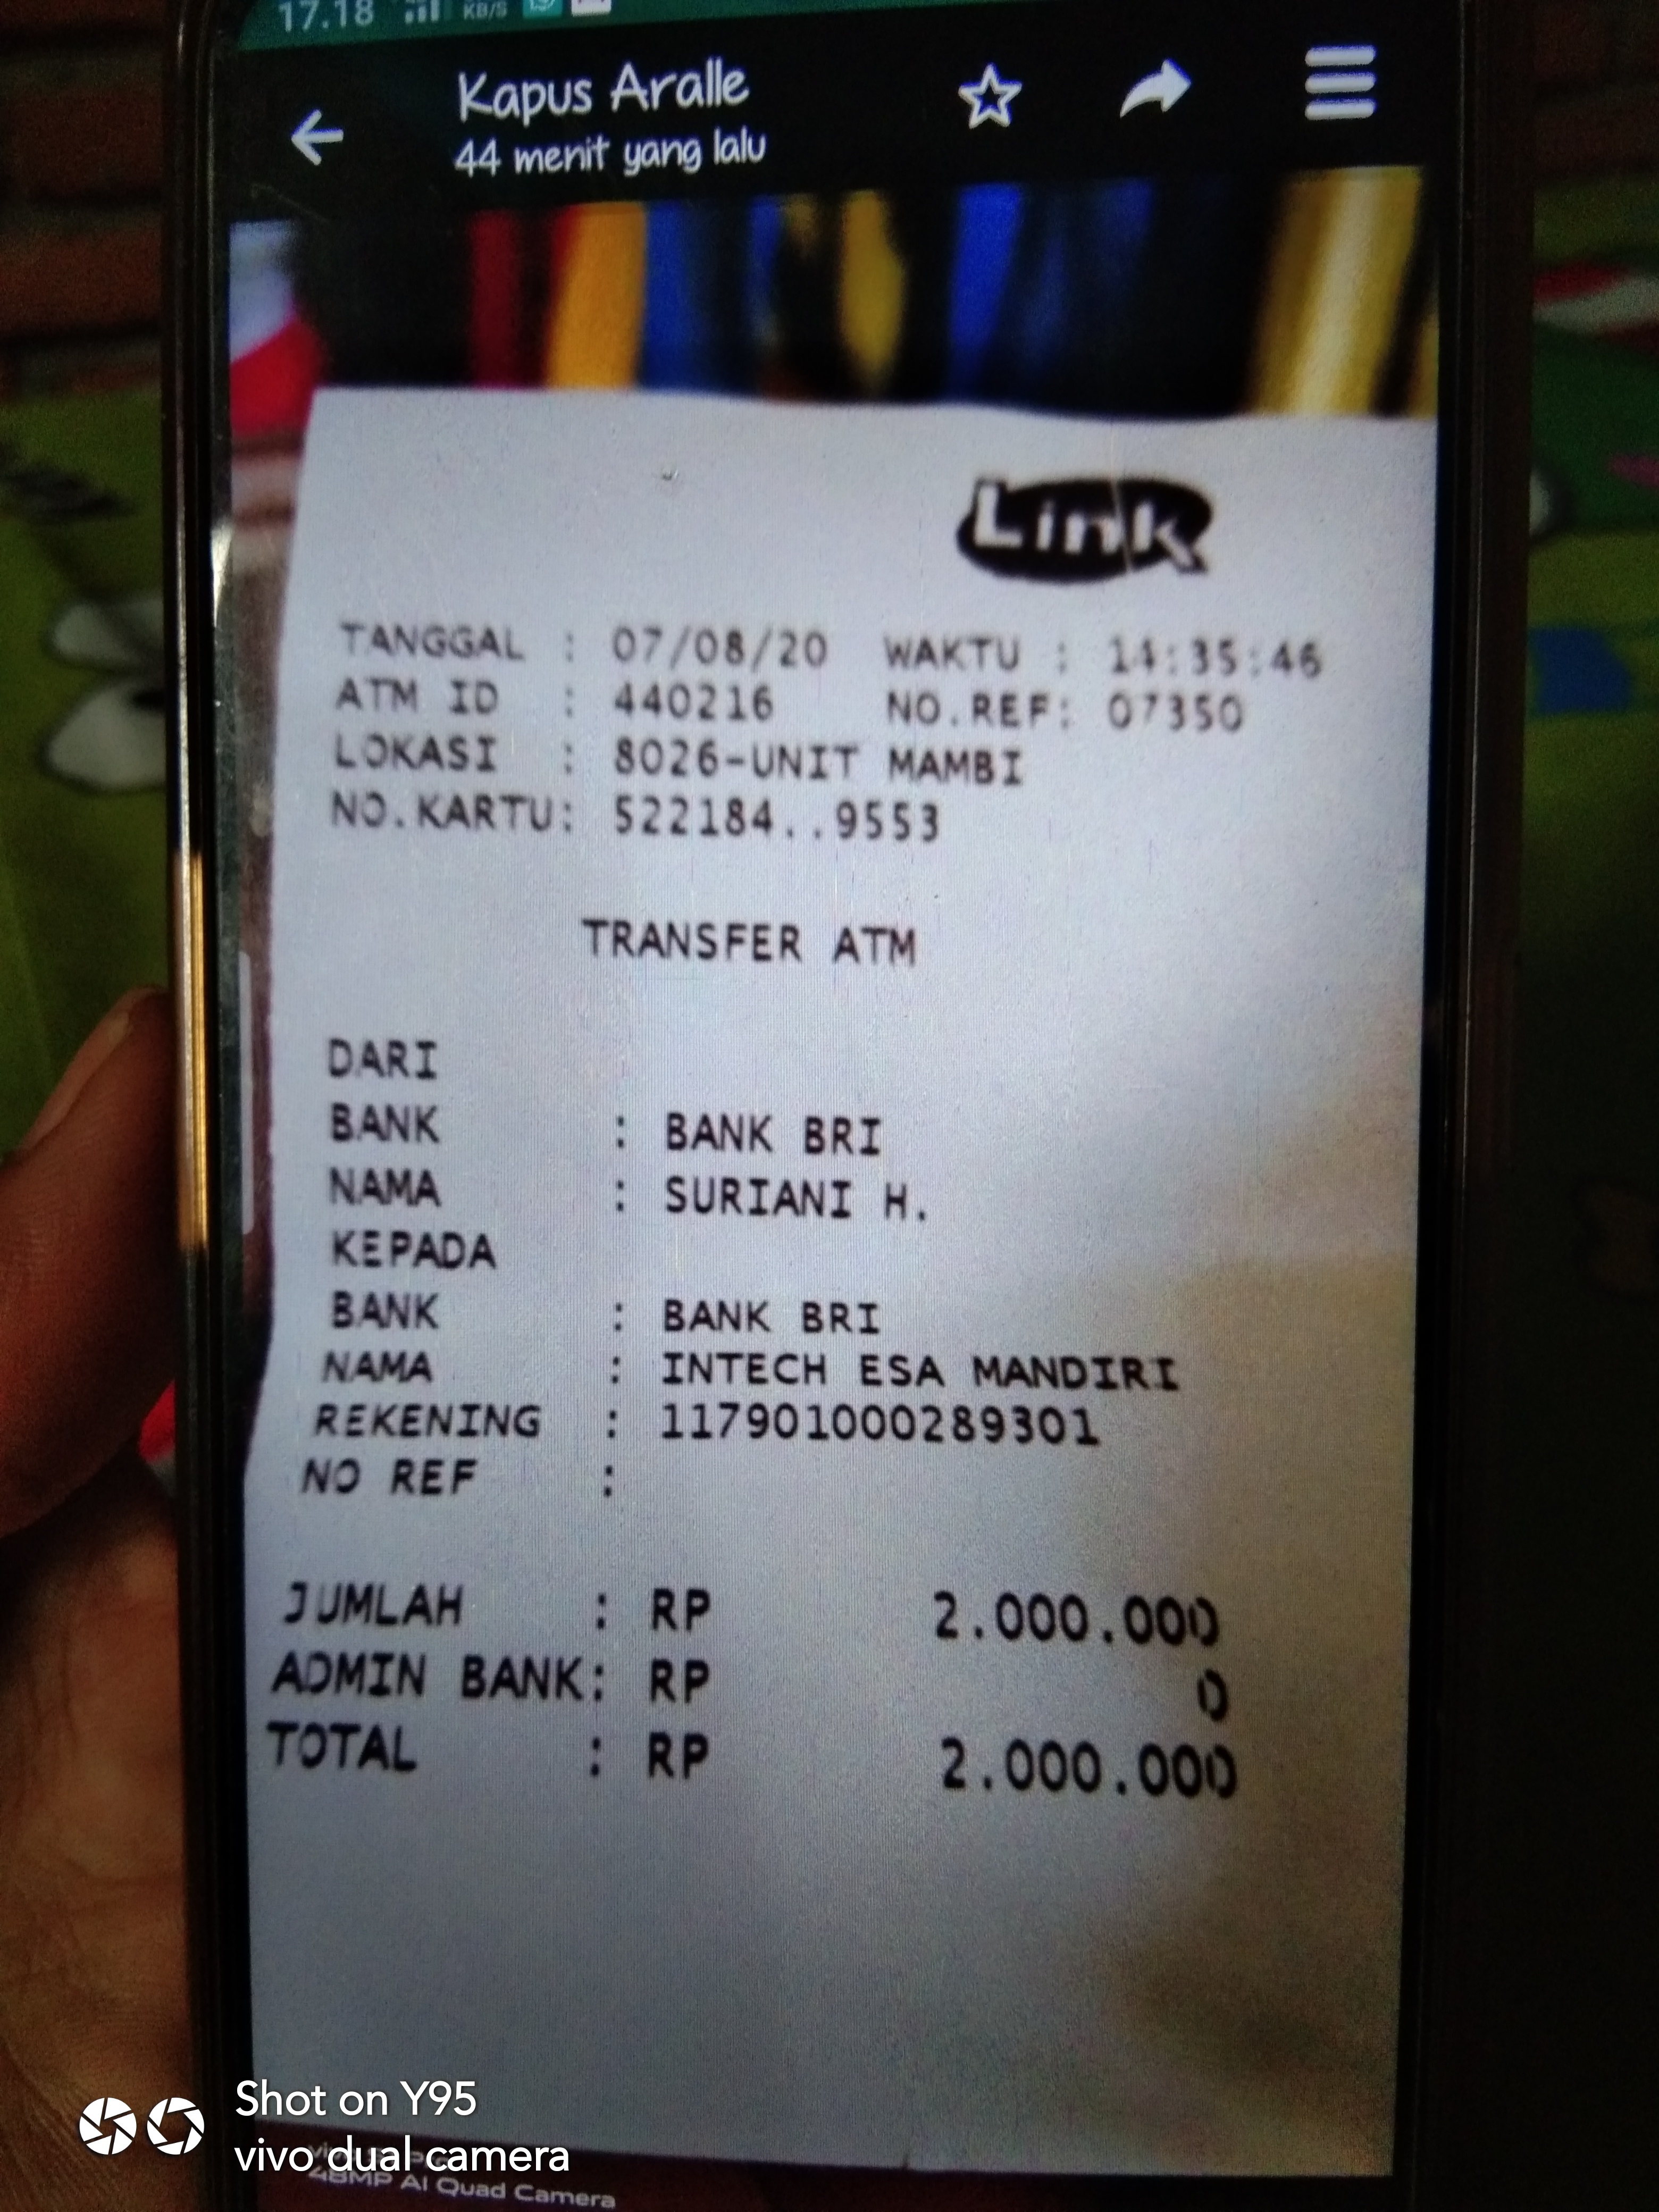 17.18 KB/S
Kapus Aralle
44 menit yang lalu
Link
TANGGAL : 07/08/20 WAKTU : 14:35:46
ATM ID : 440216 NO.REF: 07350
LOKASI : 8026-UNIT MAMBI
NO.KARTU: 522184..9553
TRANSFER ATM
DARI
BANK : BANK BRI
NAMA : SURIANI H.
KEPADA
BANK : BANK BRI
NAMA : INTECH ESA MANDIRI
REKENING : 117901000289301
NO REF :
JUMLAH : RP 2.000.000
ADMIN BANK: RP 0
TOTAL : RP 2.000.000
Shot on Y95
vivo dual camera
48MP AI Quad Camera